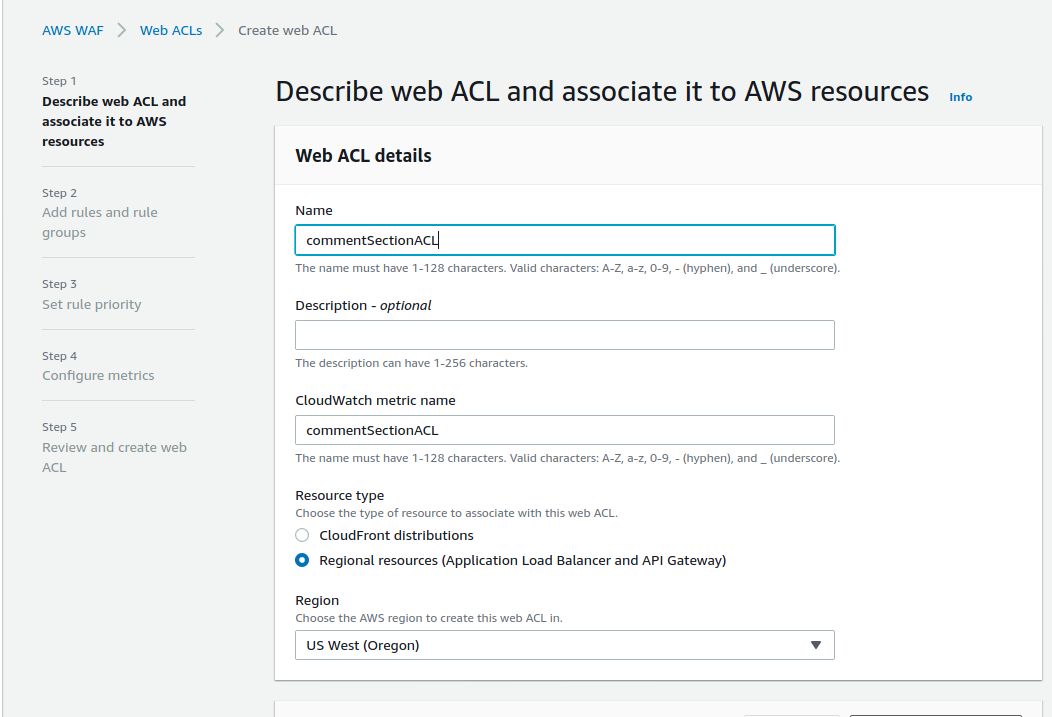 AWS WAF > Web ACLs > Create web ACL
Step 1
Describe web ACL and
associate it to AWS
resources
Step 2
Add rules and rule
groups
Step 3
Set rule priority
Step 4
Configure metrics
Step 5
Review and create web
ACL
Describe web ACL and associate it to AWS resources Info
Web ACL details
Name
commentSectionACL
The name must have 1-128 characters. Valid characters: A-Z, a-z, 0-9, - (hyphen), and _ (underscore).
Description - optional
The description can have 1-256 characters.
CloudWatch metric name
commentSectionACL
The name must have 1-128 characters. Valid characters: A-Z, a-z, 0-9, - (hyphen), and _ (underscore).
Resource type
Choose the type of resource to associate with this web ACL.
CloudFront distributions
Regional resources (Application Load Balancer and API Gateway)
Region
Choose the AWS region to create this web ACL in.
US West (Oregon)